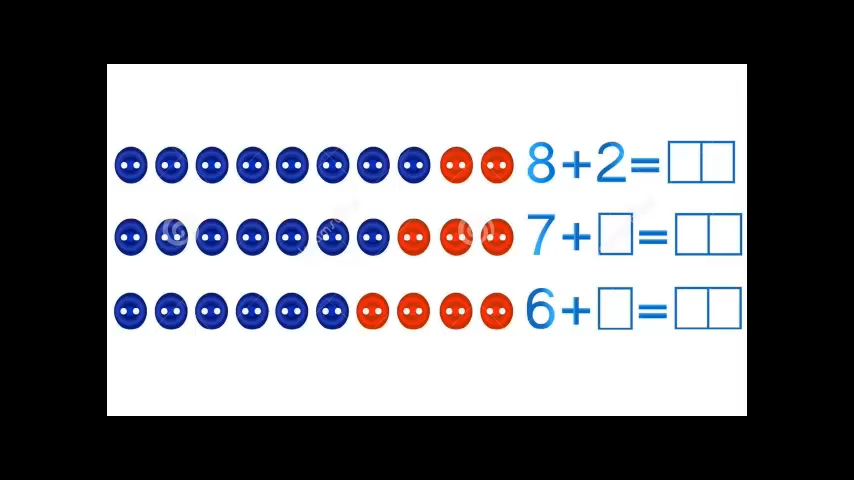 8+2=
7+ =
6+ =